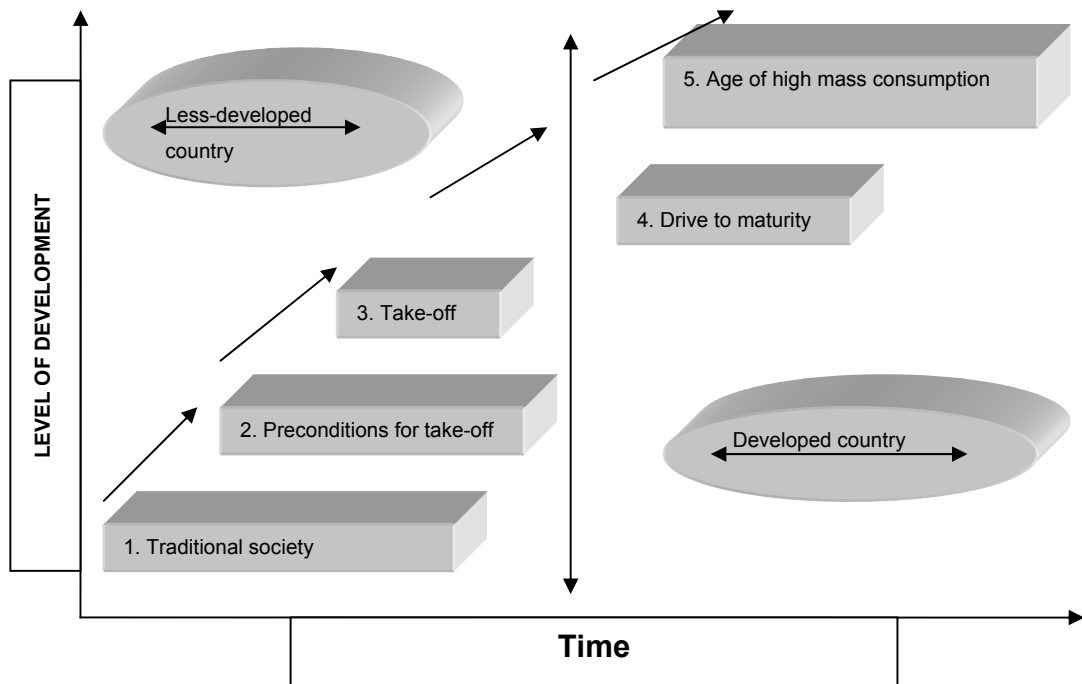 5. Age of high mass consumption
Less-developed
country
4. Drive to maturity
LEVEL OF DEVELOPMENT
3. Take-off
2. Preconditions for take-off
Developed country
1. Traditional society
Time